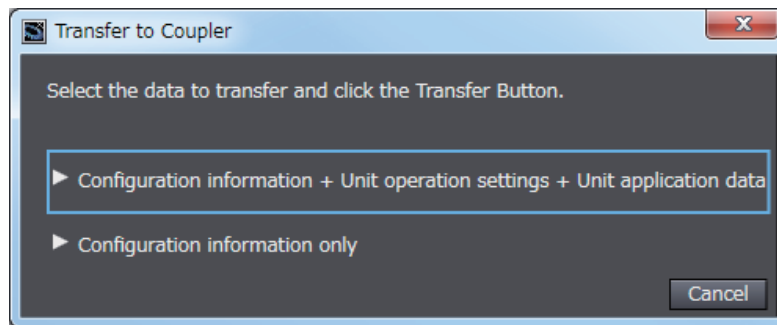 Transfer to Coupler
Select the data to transfer and click the Transfer Button.
Configuration information + Unit operation settings + Unit application data
Configuration information only
Cancel